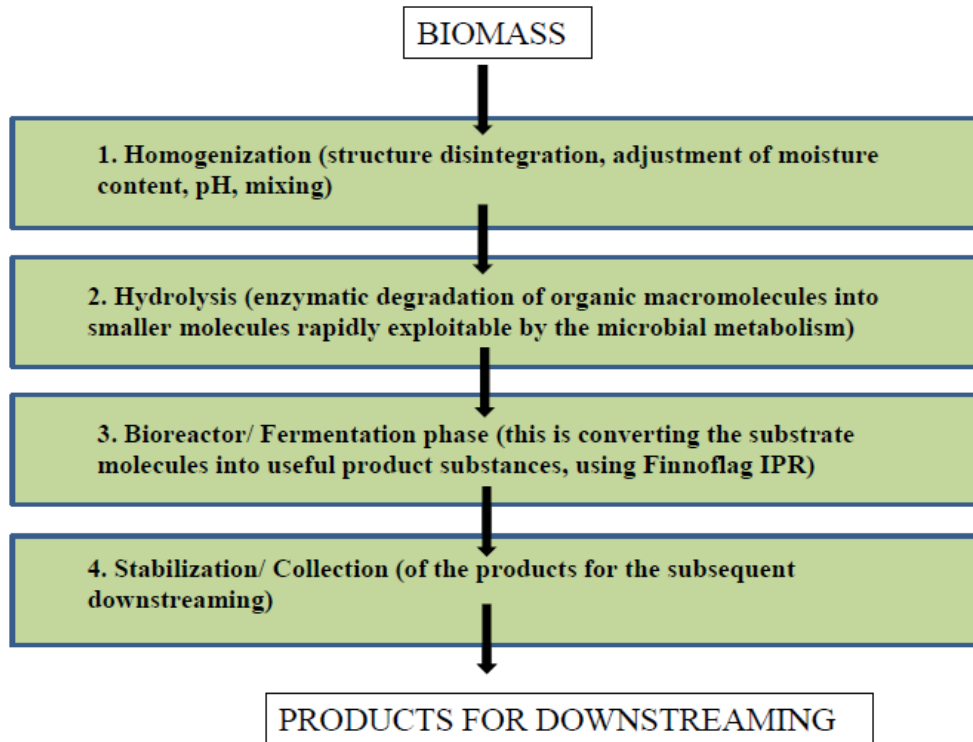 BIOMASS
1. Homogenization (structure disintegration, adjustment of moisture
content, pH, mixing)
2. Hydrolysis (enzymatic degradation of organic macromolecules into
smaller molecules rapidly exploitable by the microbial metabolism)
3. Bioreactor/ Fermentation phase (this is converting the substrate
molecules into useful product substances, using Finnoflag IPR)
4. Stabilization/ Collection (of the products for the subsequent
downstreaming)
PRODUCTS FOR DOWNSTREAMING